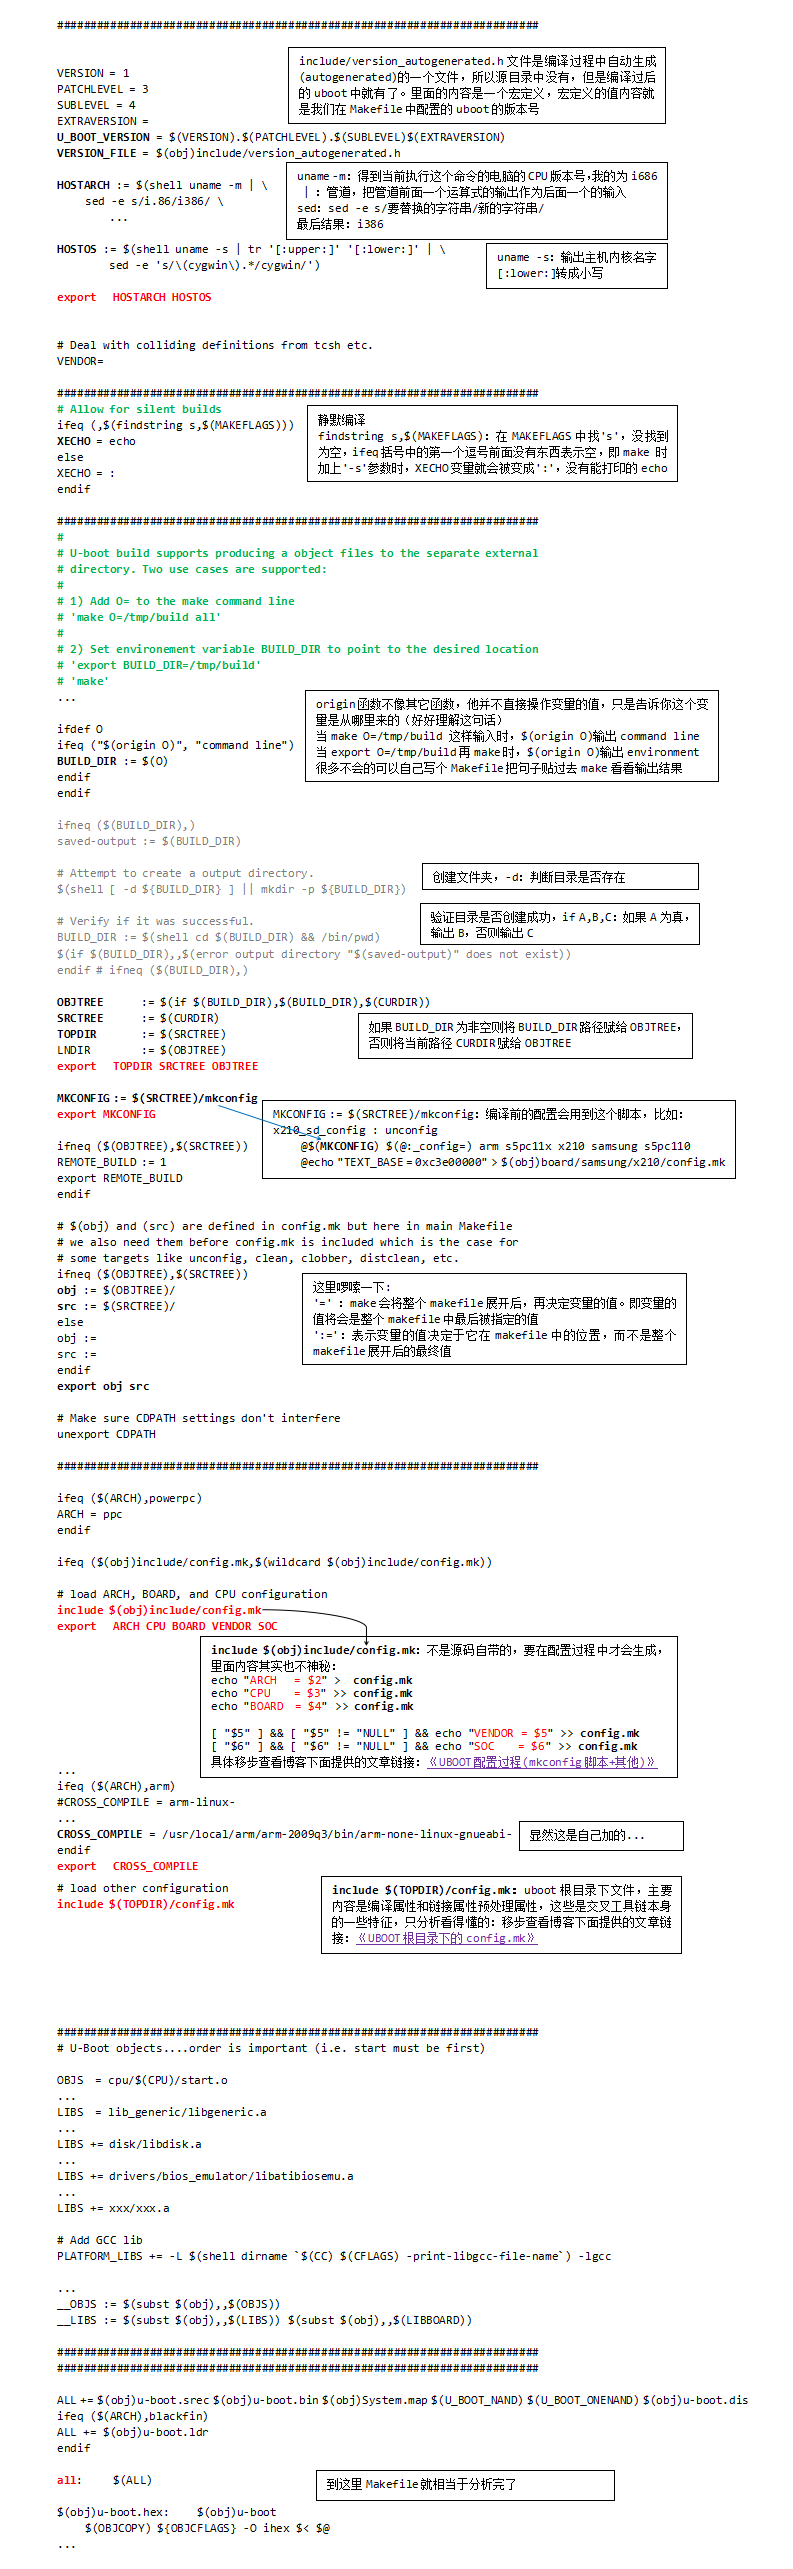 #########################################################################
VERSION = 1
PATCHLEVEL = 3
SUBLEVEL = 4
EXTRAVERSION =
U_BOOT_VERSION = $(VERSION).$(PATCHLEVEL).$(SUBLEVEL)$(EXTRAVERSION)
VERSION_FILE = $(obj)include/version_autogenerated.h
include/version_autogenerated.h 文件是编译过程中自动生成
(autogenerated)的一个文件，所以源目录中没有，但是编译过后
的 uboot 中就有了。里面的内容是一个宏定义，宏定义的值内容就
是我们在 Makefile 中配置的 uboot 的版本号
HOSTARCH := $(shell uname -m | \
sed -e s/i.86/i386/ \
...
uname -m：得到当前执行这个命令的电脑的 CPU 版本号,我的为 i686
| ：管道，把管道前面一个运算式的输出作为后面一个的输入
sed：sed -e s/要替换的字符串/新的字符串/
最后结果：i386
HOSTOS := $(shell uname -s | tr '[:upper:]' '[:lower:]' | \
sed -e 's/\(cygwin\).*/cygwin/')
uname -s：输出主机内核名字
[:lower:]转成小写
export HOSTARCH HOSTOS
# Deal with colliding definitions from tcsh etc.
VENDOR=
#########################################################################
# Allow for silent builds
ifeq (,$(findstring s,$(MAKEFLAGS)))
XECHO = echo
else
XECHO = :
endif
静默编译
findstring s,$(MAKEFLAGS)：在 MAKEFLAGS 中找's'，没找到
为空，ifeq 括号中的第一个逗号前面没有东西表示空，即 make 时
加上'-s'参数时，XECHO 变量就会被变成':'，没有能打印的 echo
#########################################################################
#
# U-boot build supports producing a object files to the separate external
# directory. Two use cases are supported:
#
# 1) Add O= to the make command line
# 'make O=/tmp/build all'
#
# 2) Set environement variable BUILD_DIR to point to the desired location
# 'export BUILD_DIR=/tmp/build'
# 'make'
...
ifdef O
ifeq ("$(origin O)", "command line")
BUILD_DIR := $(O)
endif
endif
origin 函数不像其它函数，他并不直接操作变量的值，只是告诉你这个变
量是从哪里来的（好好理解这句话）
当 make O=/tmp/build 这样输入时，$(origin O)输出 command line
当 export O=/tmp/build 再 make 时，$(origin O)输出 environment
很多不会的可以自己写个 Makefile 把句子贴过去 make 看看输出结果
ifneq ($(BUILD_DIR),)
saved-output := $(BUILD_DIR)
# Attempt to create a output directory.
$(shell [ -d ${BUILD_DIR} ] || mkdir -p ${BUILD_DIR})
创建文件夹，-d：判断目录是否存在
# Verify if it was successful.
BUILD_DIR := $(shell cd $(BUILD_DIR) && /bin/pwd)
$(if $(BUILD_DIR),,$(error output directory "$(saved-output)" does not exist))
endif # ifneq ($(BUILD_DIR),)
验证目录是否创建成功，if A,B,C：如果 A 为真，
输出 B，否则输出 C
OBJTREE := $(if $(BUILD_DIR),$(BUILD_DIR),$(CURDIR))
SRCTREE := $(CURDIR)
TOPDIR := $(SRCTREE)
LNDIR := $(OBJTREE)
export TOPDIR SRCTREE OBJTREE
如果 BUILD_DIR 为非空则将 BUILD_DIR 路径赋给 OBJTREE，
否则将当前路径 CURDIR 赋给 OBJTREE
MKCONFIG := $(SRCTREE)/mkconfig
export MKCONFIG
MKCONFIG := $(SRCTREE)/mkconfig：编译前的配置会用到这个脚本，比如：
x210_sd_config : unconfig
@$(MKCONFIG) $(@:_config=) arm s5pc11x x210 samsung s5pc110
@echo "TEXT_BASE = 0xc3e00000" > $(obj)board/samsung/x210/config.mk
ifneq ($(OBJTREE),$(SRCTREE))
REMOTE_BUILD := 1
export REMOTE_BUILD
endif
# $(obj) and (src) are defined in config.mk but here in main Makefile
# we also need them before config.mk is included which is the case for
# some targets like unconfig, clean, clobber, distclean, etc.
ifneq ($(OBJTREE),$(SRCTREE))
obj := $(OBJTREE)/
src := $(SRCTREE)/
else
obj :=
src :=
endif
export obj src
这里啰嗦一下：
'=' ：make 会将整个 makefile 展开后，再决定变量的值。即变量的
值将会是整个 makefile 中最后被指定的值
':='：表示变量的值决定于它在 makefile 中的位置，而不是整个
makefile 展开后的最终值
# Make sure CDPATH settings don't interfere
unexport CDPATH
#########################################################################
ifeq ($(ARCH),powerpc)
ARCH = ppc
endif
ifeq ($(obj)include/config.mk,$(wildcard $(obj)include/config.mk))
# load ARCH, BOARD, and CPU configuration
include $(obj)include/config.mk
export ARCH CPU BOARD VENDOR SOC
include $(obj)include/config.mk：不是源码自带的，要在配置过程中才会生成，
里面内容其实也不神秘：
echo "ARCH = $2" > config.mk
echo "CPU = $3" >> config.mk
echo "BOARD = $4" >> config.mk
[ "$5" ] && [ "$5" != "NULL" ] && echo "VENDOR = $5" >> config.mk
[ "$6" ] && [ "$6" != "NULL" ] && echo "SOC = $6" >> config.mk
具体移步查看博客下面提供的文章链接：《UBOOT 配置过程(mkconfig 脚本+其他)》
...
ifeq ($(ARCH),arm)
#CROSS_COMPILE = arm-linux-
...
CROSS_COMPILE = /usr/local/arm/arm-2009q3/bin/arm-none-linux-gnueabi-
显然这是自己加的...
endif
export CROSS_COMPILE
# load other configuration
include $(TOPDIR)/config.mk
include $(TOPDIR)/config.mk：uboot 根目录下文件，主要
内容是编译属性和链接属性预处理属性，这些是交叉工具链本身
的一些特征，只分析看得懂的：移步查看博客下面提供的文章链
接：《UBOOT 根目录下的 config.mk》
#########################################################################
# U-Boot objects....order is important (i.e. start must be first)
OBJS = cpu/$(CPU)/start.o
...
LIBS = lib_generic/libgeneric.a
...
LIBS += disk/libdisk.a
...
LIBS += drivers/bios_emulator/libatibiosemu.a
...
LIBS += xxx/xxx.a
# Add GCC lib
PLATFORM_LIBS += -L $(shell dirname `$(CC) $(CFLAGS) -print-libgcc-file-name`) -lgcc
...
__OBJS := $(subst $(obj),,$(OBJS))
__LIBS := $(subst $(obj),,$(LIBS)) $(subst $(obj),,$(LIBBOARD))
#########################################################################
#########################################################################
ALL += $(obj)u-boot.srec $(obj)u-boot.bin $(obj)System.map $(U_BOOT_NAND) $(U_BOOT_ONENAND) $(obj)u-boot.dis
ifeq ($(ARCH),blackfin)
ALL += $(obj)u-boot.ldr
endif
all: $(ALL)
到这里 Makefile 就相当于分析完了
$(obj)u-boot.hex: $(obj)u-boot
$(OBJCOPY) ${OBJCFLAGS} -O ihex $< $@
...